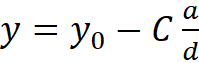 y = y₀ − C a/d